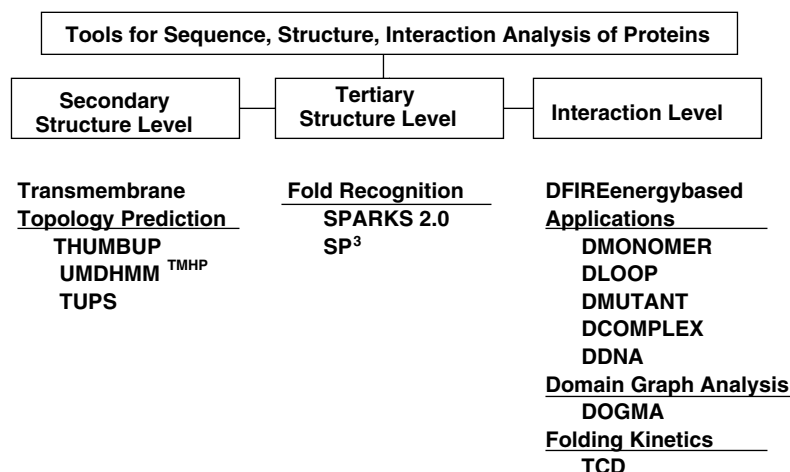 Tools for Sequence, Structure, Interaction Analysis of Proteins
Secondary
Structure Level
Tertiary
Structure Level
Interaction Level
Transmembrane
Topology Prediction
THUMBUP
UMDHMM TMHP
TUPS
Fold Recognition
SPARKS 2.0
SP³
DFIREenergybased
Applications
DMONOMER
DLOOP
DMUTANT
DCOMPLEX
DDNA
Domain Graph Analysis
DOGMA
Folding Kinetics
TCD